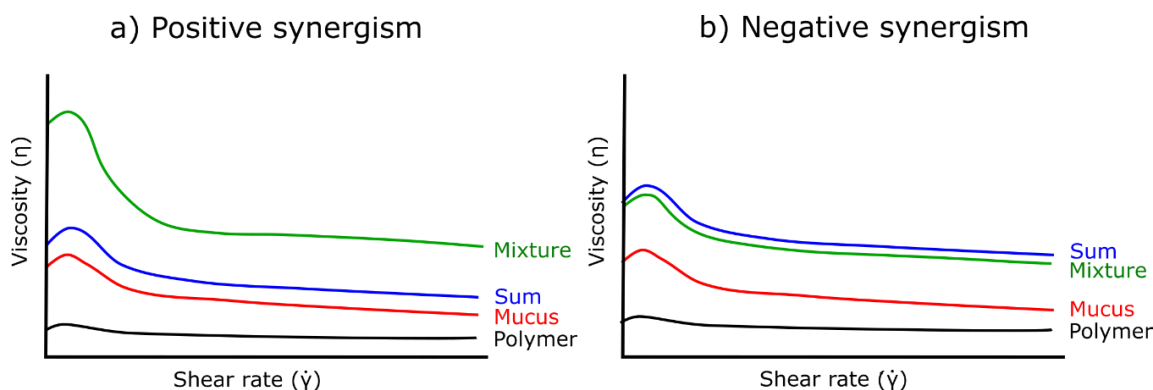 a) Positive synergism
Viscosity (η)
Mixture
Sum
Mucus
Polymer
Shear rate (γ̇)
b) Negative synergism
Viscosity (η)
Sum
Mixture
Mucus
Polymer
Shear rate (γ̇)